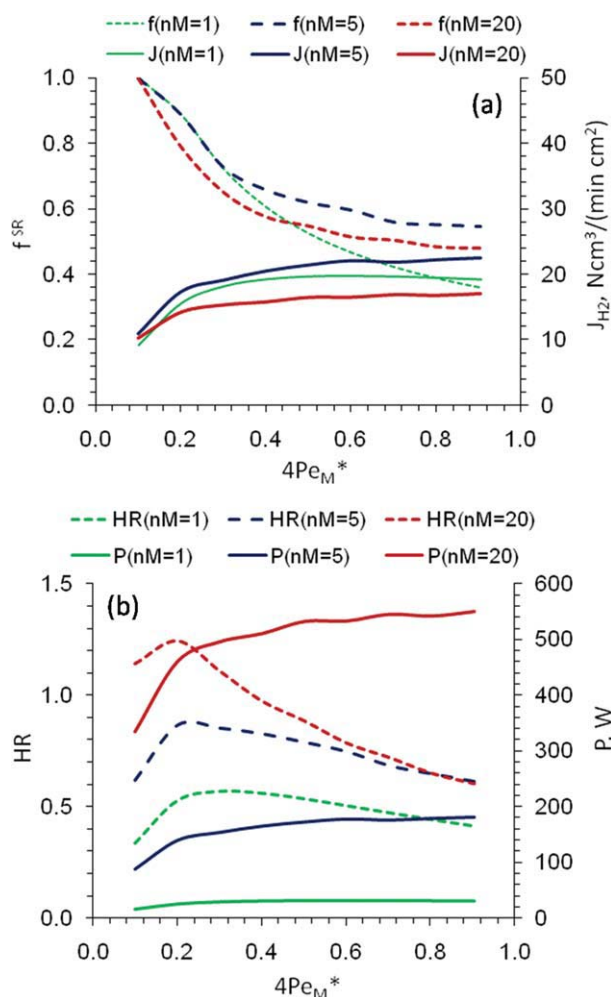 f(nM=1) f(nM=5) f(nM=20)
J(nM=1) J(nM=5) J(nM=20)
(a)
1.0 50
0.8 40
0.6 30
0.4 20
0.2 10
0.0 0
f SR
J_H2, Ncm³/(min cm²)
0.0 0.2 0.4 0.6 0.8 1.0
4Pe_M*
HR(nM=1) HR(nM=5) HR(nM=20)
P(nM=1) P(nM=5) P(nM=20)
(b)
1.5 600
500
1.0 400
300
0.5 200
100
0.0 0
HR
P, W
0.0 0.2 0.4 0.6 0.8 1.0
4Pe_M*